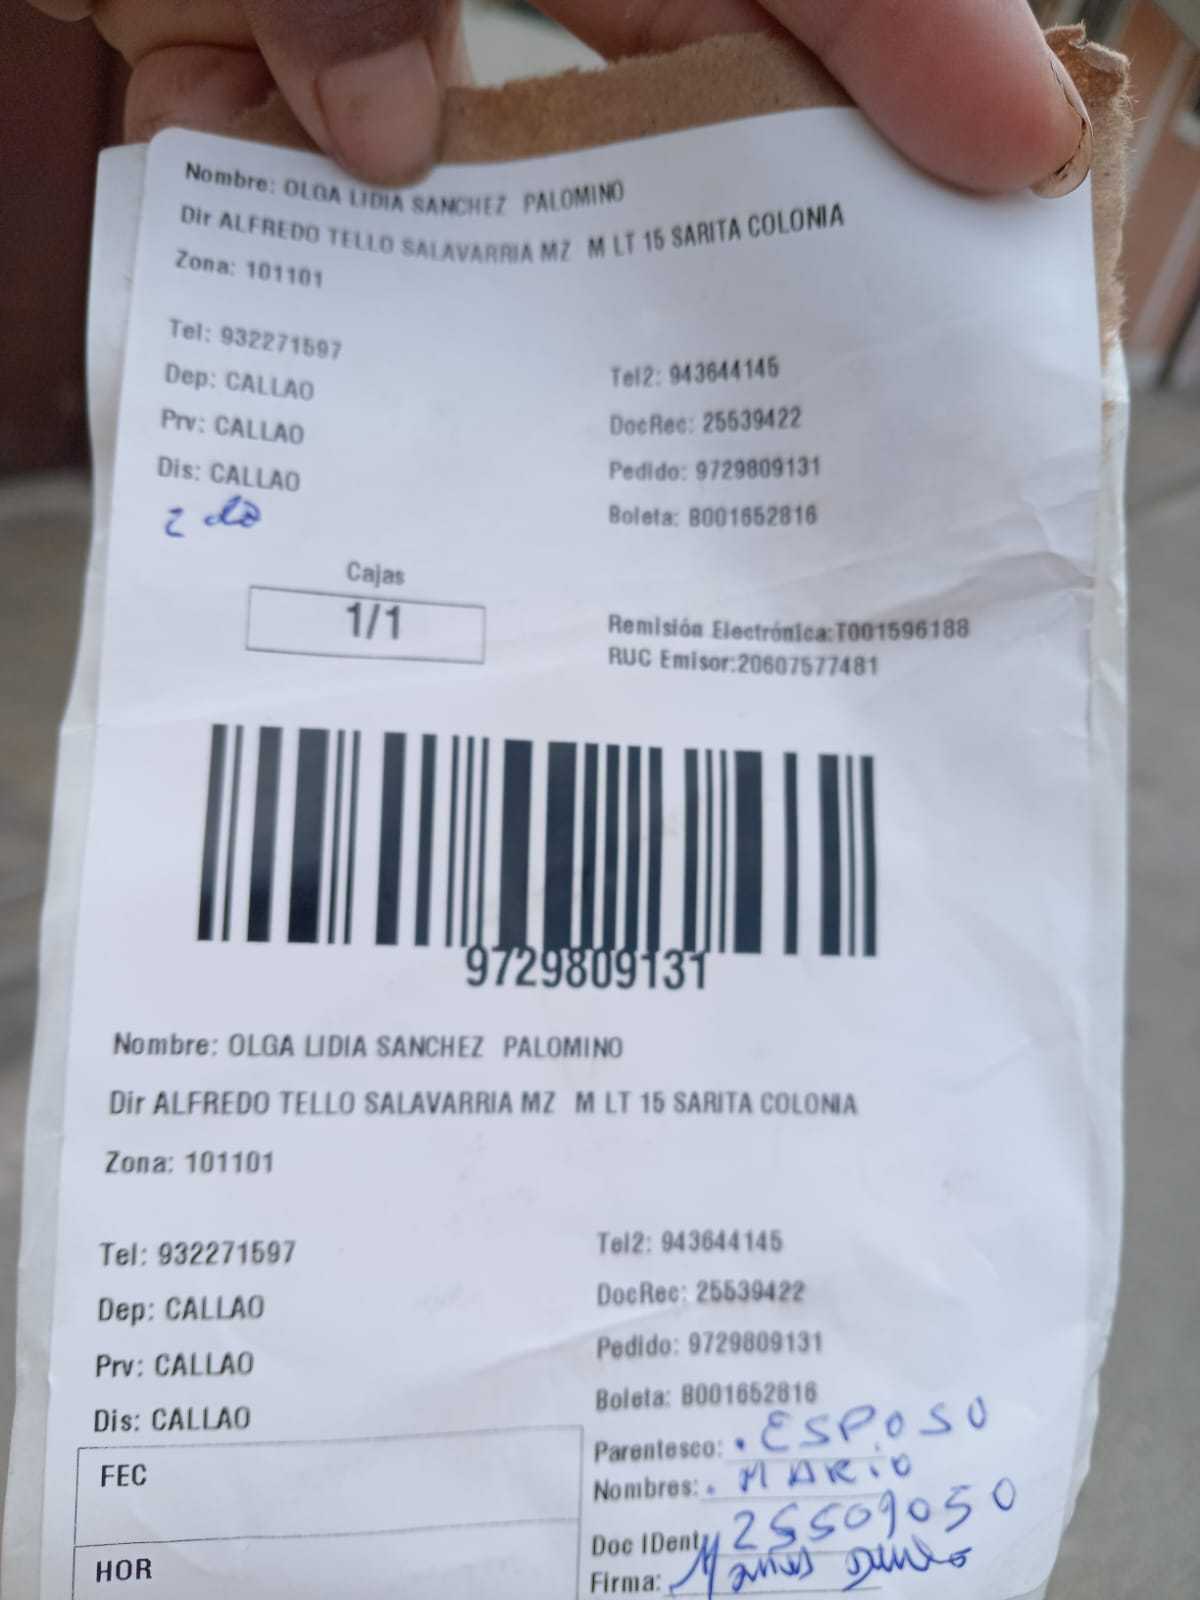 Nombre: OLGA LIDIA SANCHEZ PALOMINO
Dir ALFREDO TELLO SALAVARRIA MZ M LT 15 SARITA COLONIA
Zona: 101101
Tel: 932271597
Tel2: 943644145
Dep: CALLAO
DocRec: 25539422
Prv: CALLAO
Pedido: 9729809131
Dis: CALLAO
Boleta: B001652816
Cajas
1/1
Remisión Electrónica:T001596188
RUC Emisor:20607577481
9729809131
Nombre: OLGA LIDIA SANCHEZ PALOMINO
Dir ALFREDO TELLO SALAVARRIA MZ M LT 15 SARITA COLONIA
Zona: 101101
Tel: 932271597
Tel2: 943644145
Dep: CALLAO
DocRec: 25539422
Prv: CALLAO
Pedido: 9729809131
Dis: CALLAO
Boleta: B001652816
Parentesco: ESPOSO
FEC
Nombres: MARIO
Doc IDent 25509050
HOR
Firma: